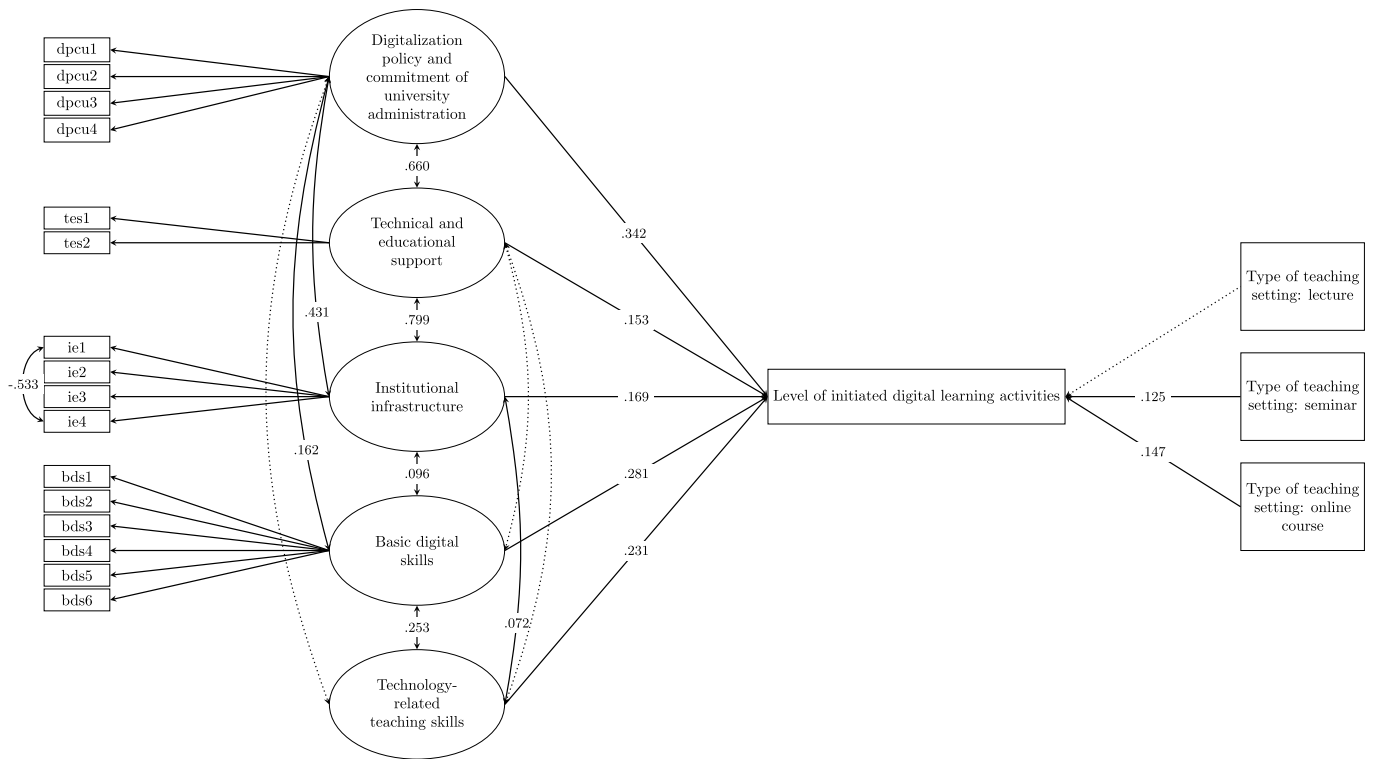 dpcu1
dpcu2
dpcu3
dpcu4
tes1
tes2
ie1
ie2
ie3
ie4
-.533
bds1
bds2
bds3
bds4
bds5
bds6
Digitalization
policy and
commitment of
university
administration
.660
Technical and
educational
support
.431
.799
Institutional
infrastructure
.162
.096
Basic digital
skills
.253
.072
Technology-
related
teaching skills
.342
.153
.169
.281
.231
Level of initiated digital learning activities
.125
.147
Type of teaching
setting: lecture
Type of teaching
setting: seminar
Type of teaching
setting: online
course